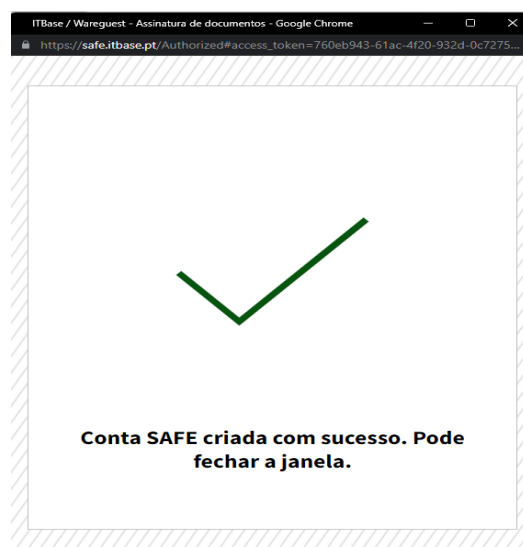 ITBase / Wareguest - Assinatura de documentos - Google Chrome
https://safe.itbase.pt/Authorized#access_token=760eb943-61ac-4f20-932d-0c7275...
Conta SAFE criada com sucesso. Pode
fechar a janela.